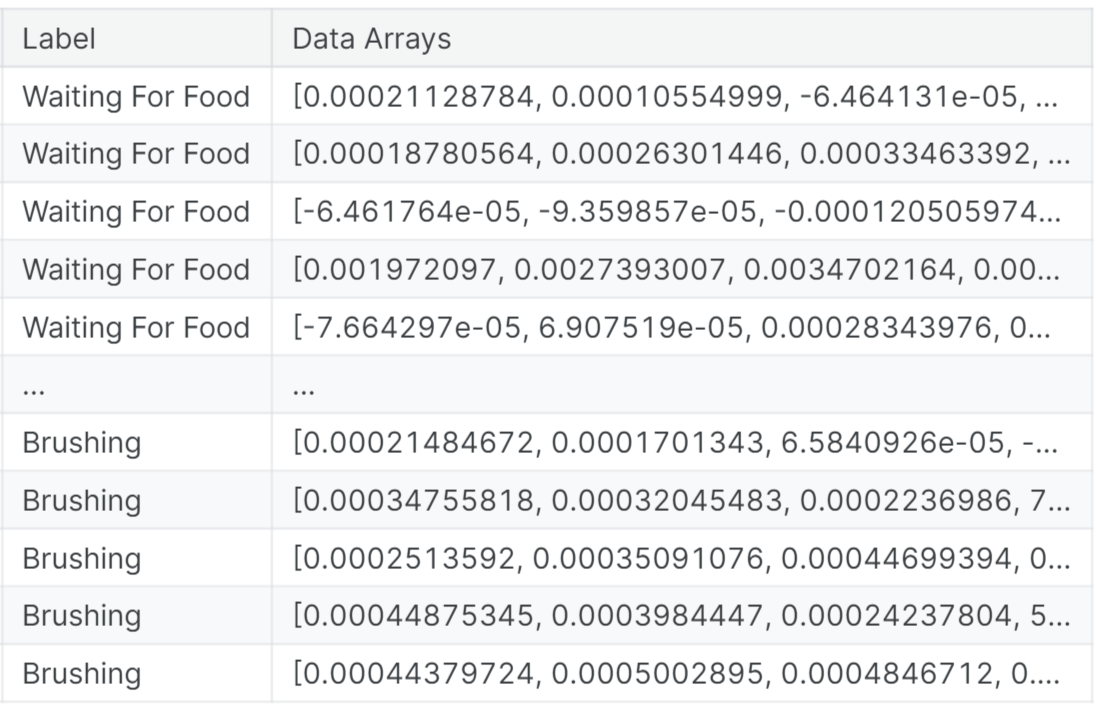 Label Data Arrays
Waiting For Food [0.00021128784, 0.00010554999, -6.464131e-05, ...
Waiting For Food [0.00018780564, 0.00026301446, 0.00033463392, ...
Waiting For Food [-6.461764e-05, -9.359857e-05, -0.000120505974...
Waiting For Food [0.001972097, 0.0027393007, 0.0034702164, 0.00...
Waiting For Food [-7.664297e-05, 6.907519e-05, 0.00028343976, 0...
... ...
Brushing [0.00021484672, 0.0001701343, 6.5840926e-05, -...
Brushing [0.00034755818, 0.00032045483, 0.0002236986, 7...
Brushing [0.0002513592, 0.00035091076, 0.00044699394, 0...
Brushing [0.00044875345, 0.0003984447, 0.00024237804, 5...
Brushing [0.00044379724, 0.0005002895, 0.0004846712, 0....